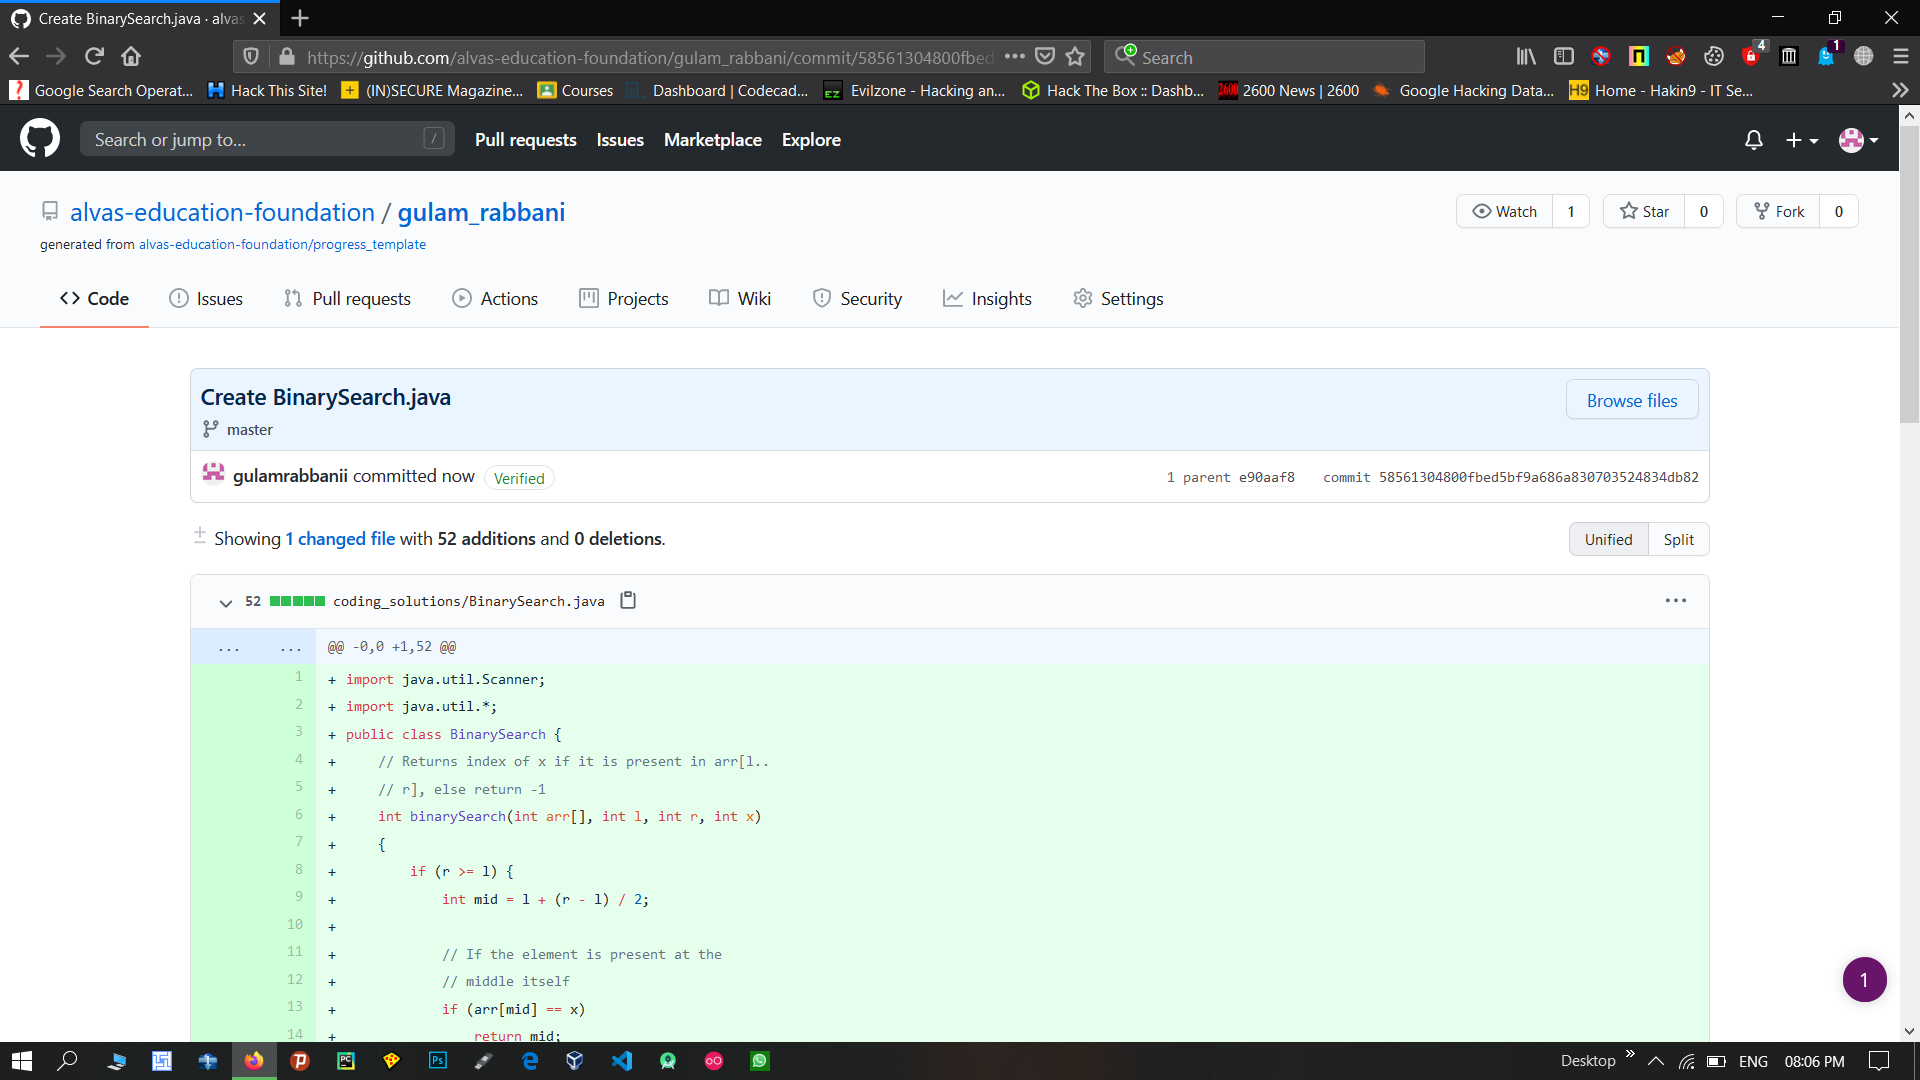 Create BinarySearch.java · alvas
https://github.com/alvas-education-foundation/gulam_rabbani/commit/58561304800fbed
Search
4
1
Google Search Operat...
Hack This Site!
(IN)SECURE Magazine...
Courses
Dashboard | Codecad...
EZ
Evilzone - Hacking an...
Hack The Box :: Dashb...
2600
2600 News | 2600
Google Hacking Data...
H9
Home - Hakin9 - IT Se...
Search or jump to...
/
Pull requests
Issues
Marketplace
Explore
alvas-education-foundation / gulam_rabbani
Watch 1
Star 0
Fork 0
generated from alvas-education-foundation/progress_template
Code
Issues
Pull requests
Actions
Projects
Wiki
Security
Insights
Settings
Create BinarySearch.java
Browse files
master
gulamrabbanii committed now Verified
1 parent e90aaf8 commit 58561304800fbed5bf9a686a830703524834db82
Showing 1 changed file with 52 additions and 0 deletions.
Unified
Split
52 coding_solutions/BinarySearch.java
... ... @@ -0,0 +1,52 @@
1 + import java.util.Scanner;
2 + import java.util.*;
3 + public class BinarySearch {
4 + // Returns index of x if it is present in arr[l..
5 + // r], else return -1
6 + int binarySearch(int arr[], int l, int r, int x)
7 + {
8 + if (r >= l) {
9 + int mid = l + (r - l) / 2;
10 +
11 + // If the element is present at the
12 + // middle itself
13 + if (arr[mid] == x)
14 + return mid;
1
Desktop
ENG
08:06 PM